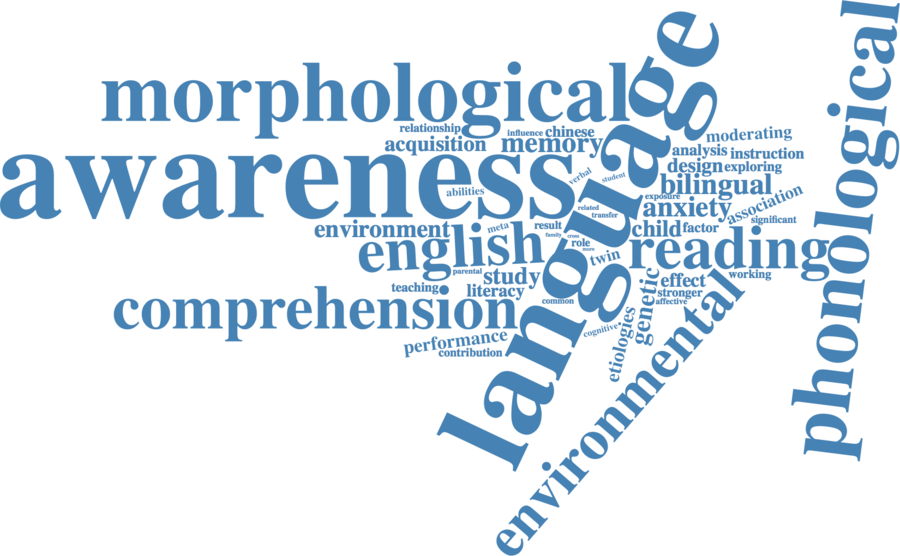 morphological
language
phonological
relationship
influence
chinese
acquisition
memory
moderating
awareness
analysis
instruction
verbal
student
design
exploring
abilities
bilingual
exposure
anxiety
association
related
transfer
significant
environment
meta
result
child
factor
english
family
cross
role
more
reading
twin
parental
study
working
teaching
literacy
genetic
effect
stronger
affective
common
comprehension
cognitive
performance
contribution
etiologies
environmental